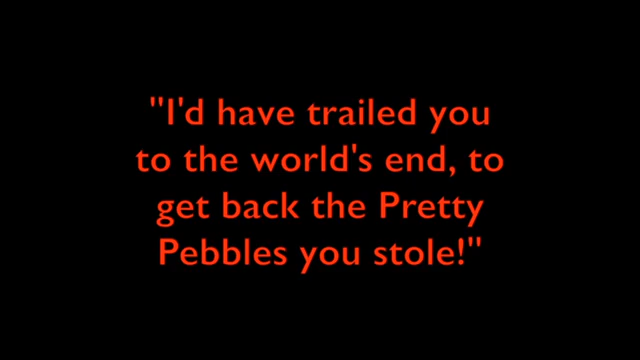 "I'd have trailed you
to the world's end, to
get back the Pretty
Pebbles you stole!"